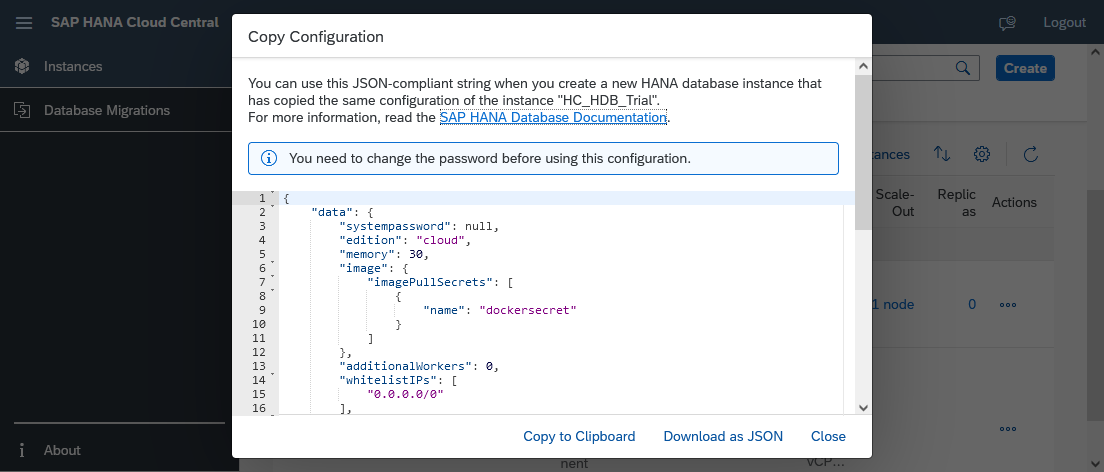 SAP HANA Cloud Central
Logout
Instances
Database Migrations
About
Copy Configuration
You can use this JSON-compliant string when you create a new HANA database instance that
has copied the same configuration of the instance "HC_HDB_Trial".
For more information, read the SAP HANA Database Documentation.
You need to change the password before using this configuration.
1 {
2 "data": {
3 "systempassword": null,
4 "edition": "cloud",
5 "memory": 30,
6 "image": {
7 "imagePullSecrets": [
8 {
9 "name": "dockersecret"
10 }
11 ]
12 },
13 "additionalWorkers": 0,
14 "whitelistIPs": [
15 "0.0.0.0/0"
16 ],
Copy to Clipboard Download as JSON Close
Create
Scale-
Out
Replic
as
Actions
1 node
0
nent